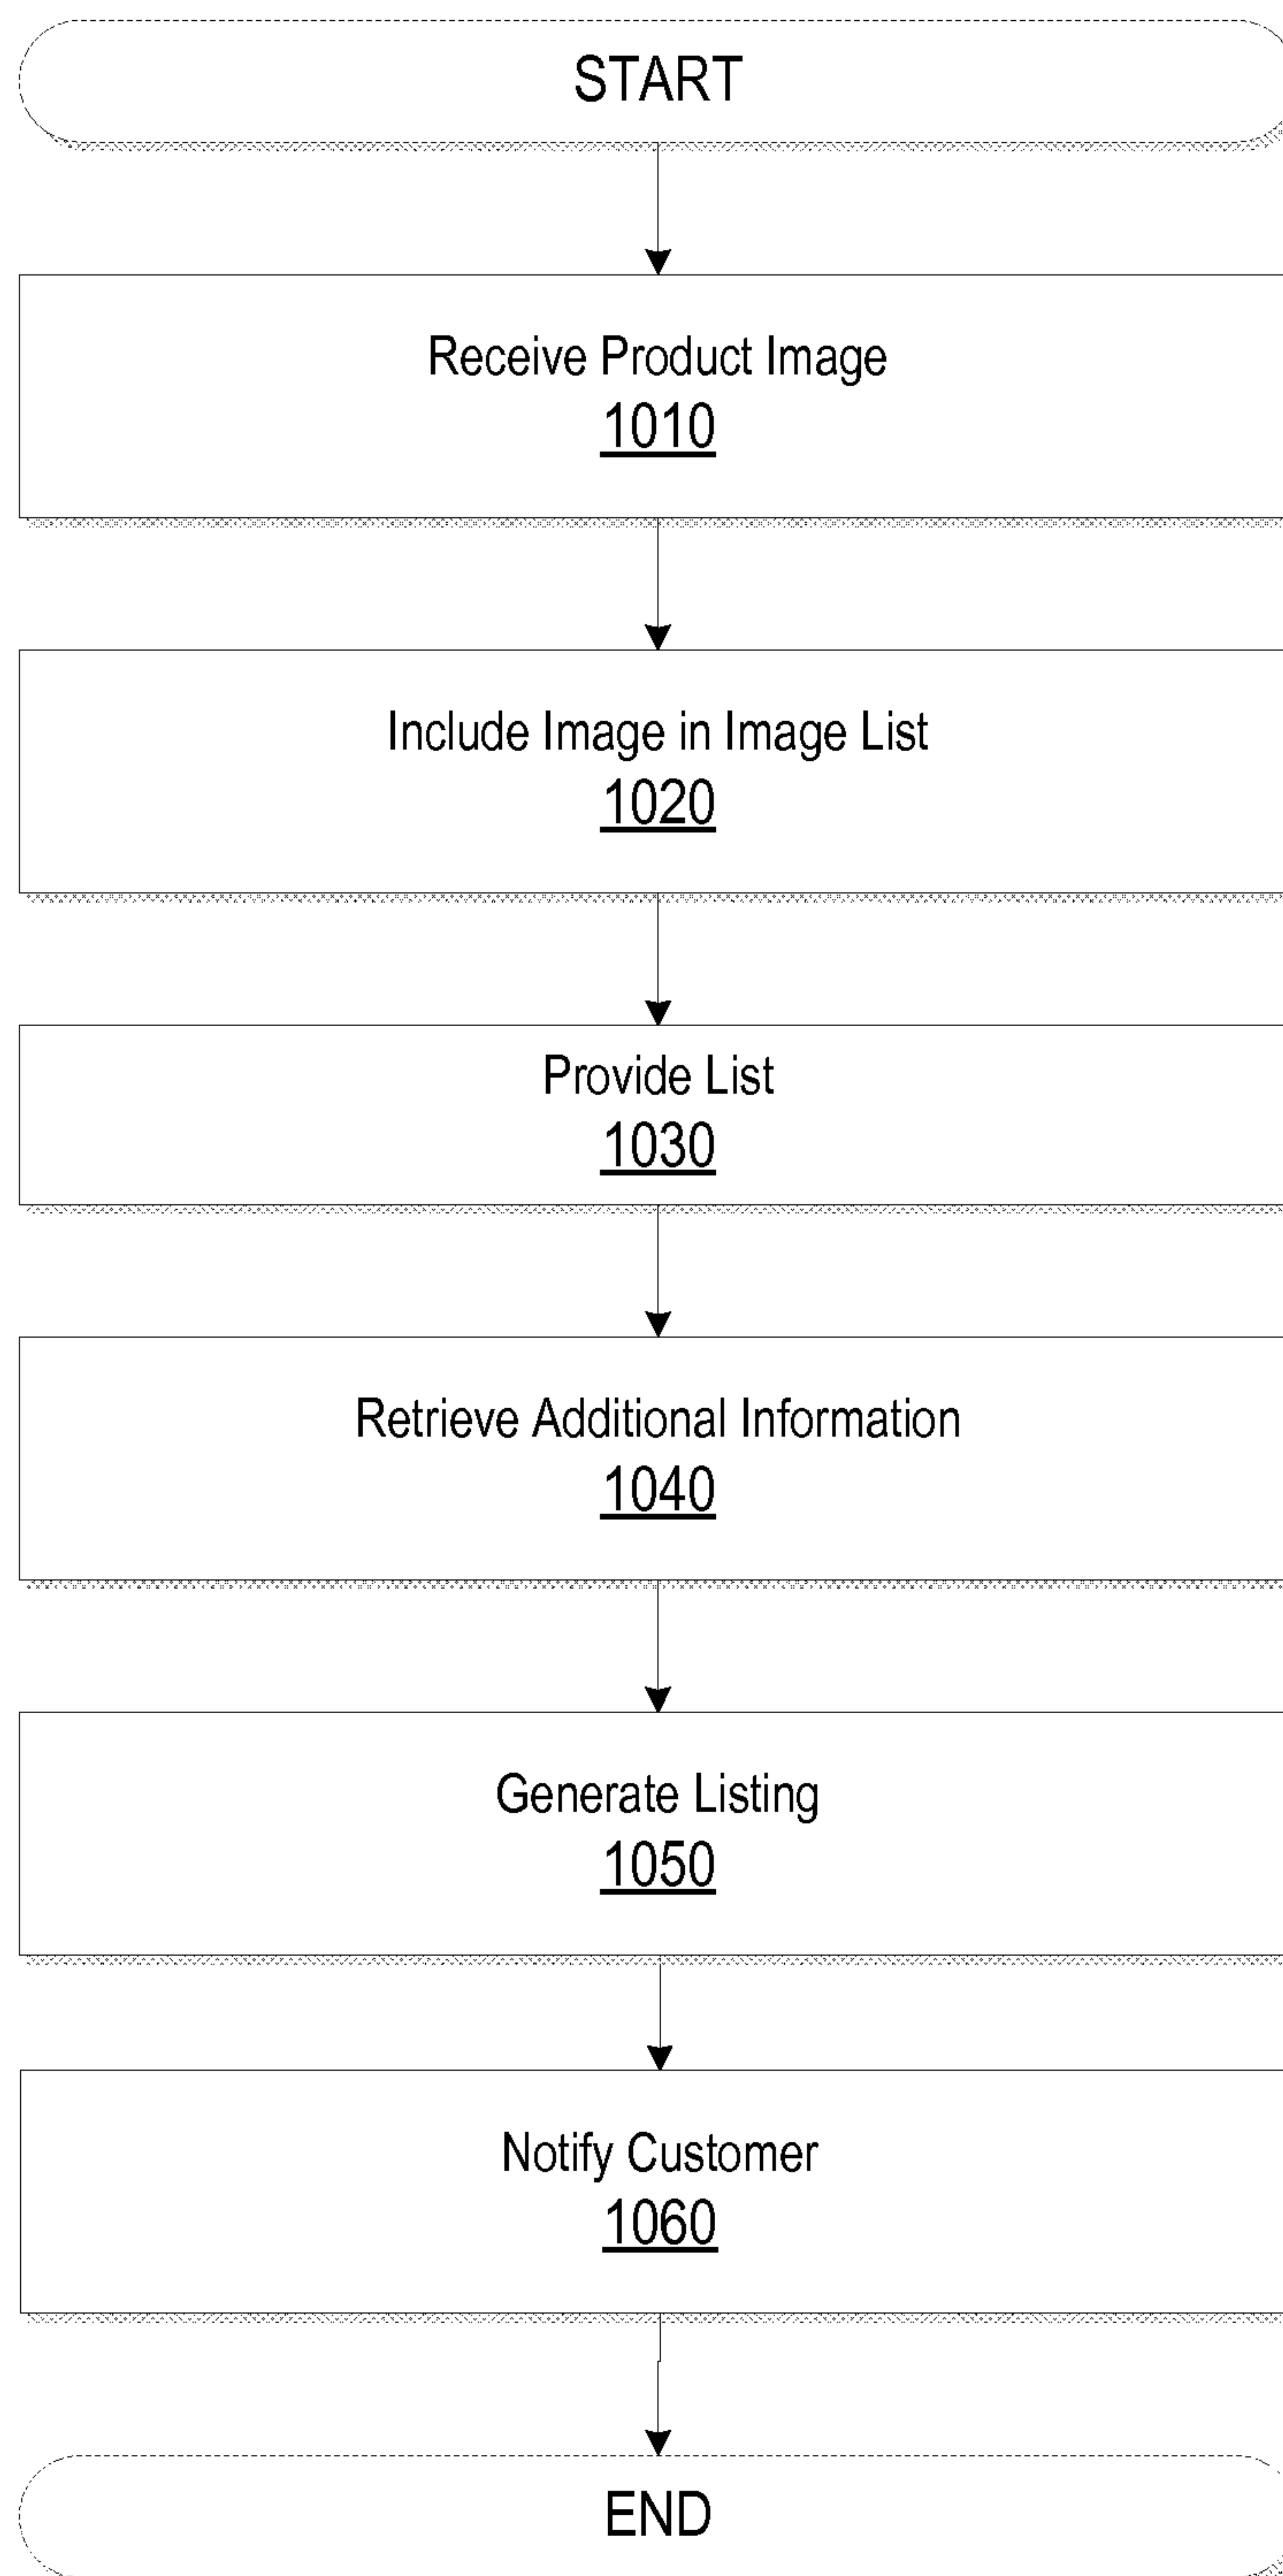 START
Receive Product Image
1010
Include Image in Image List
1020
Provide List
1030
Retrieve Additional Information
1040
Generate Listing
1050
Notify Customer
1060
END